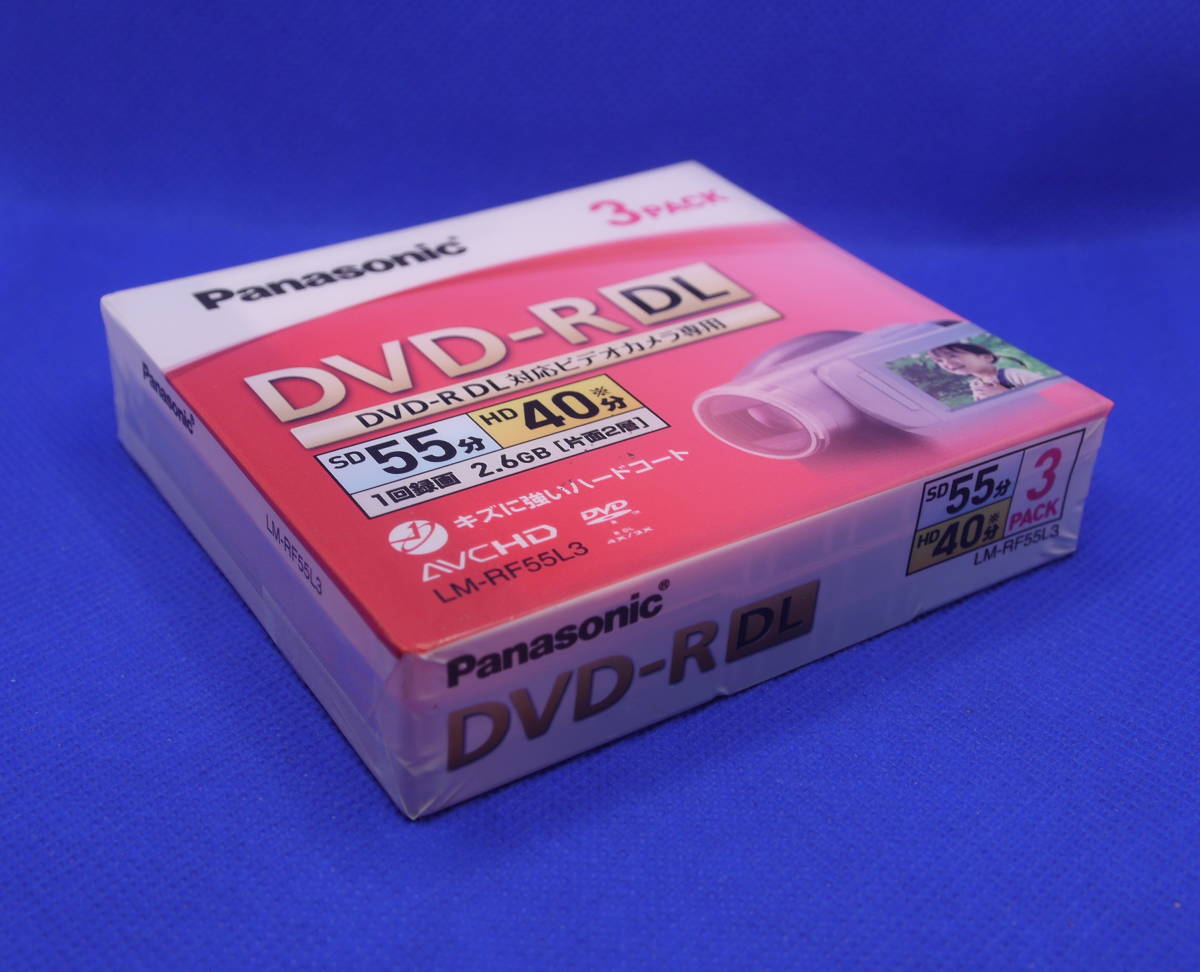 3PACK
Panasonic
DVD-R DL
DVD-R DL対応ビデオカメラ専用
SD 55分 HD 40分※
1回録画 2.6GB [片面2層]
キズに強いハードコート
AVCHD DVD
LM-RF55L3
Panasonic
LM-RF55L3
Panasonic®
DVD-R DL
SD 55分
HD 40分※
3
PACK
LM-RF55L3